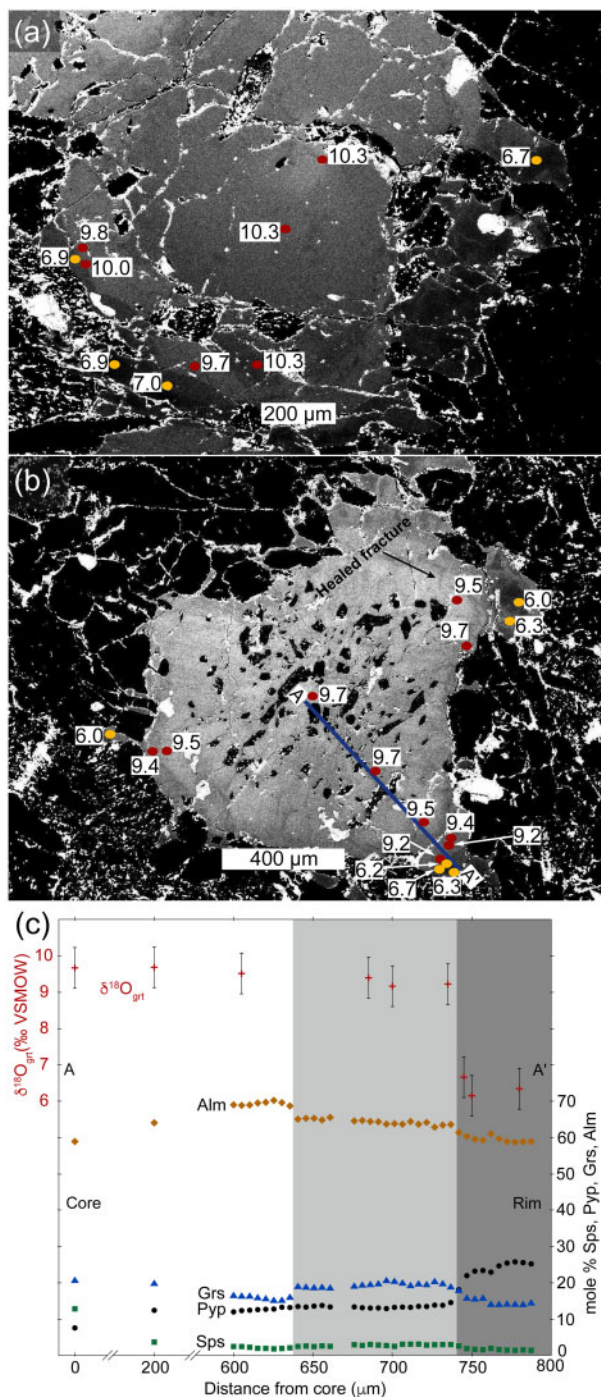 (a)
10.3
6.7
10.3
9.8
6.9
10.0
6.9
9.7
10.3
7.0
200 µm
(b)
Healed fracture
9.5
6.0
6.3
9.7
9.7
A
6.0
9.5
9.7
9.4
9.5
9.4
9.2
9.2
400 µm
6.2
A'
6.7
6.3
(c)
10
9
8
7
6
δ18Ogrt(‰ VSMOW)
δ18Ogrt
A
A'
Alm
Core
Rim
Grs
Pyp
Sps
70
60
50
40
30
20
10
0
mole % Sps, Pyp, Grs, Alm
0
200
600
650
700
750
800
Distance from core (µm)